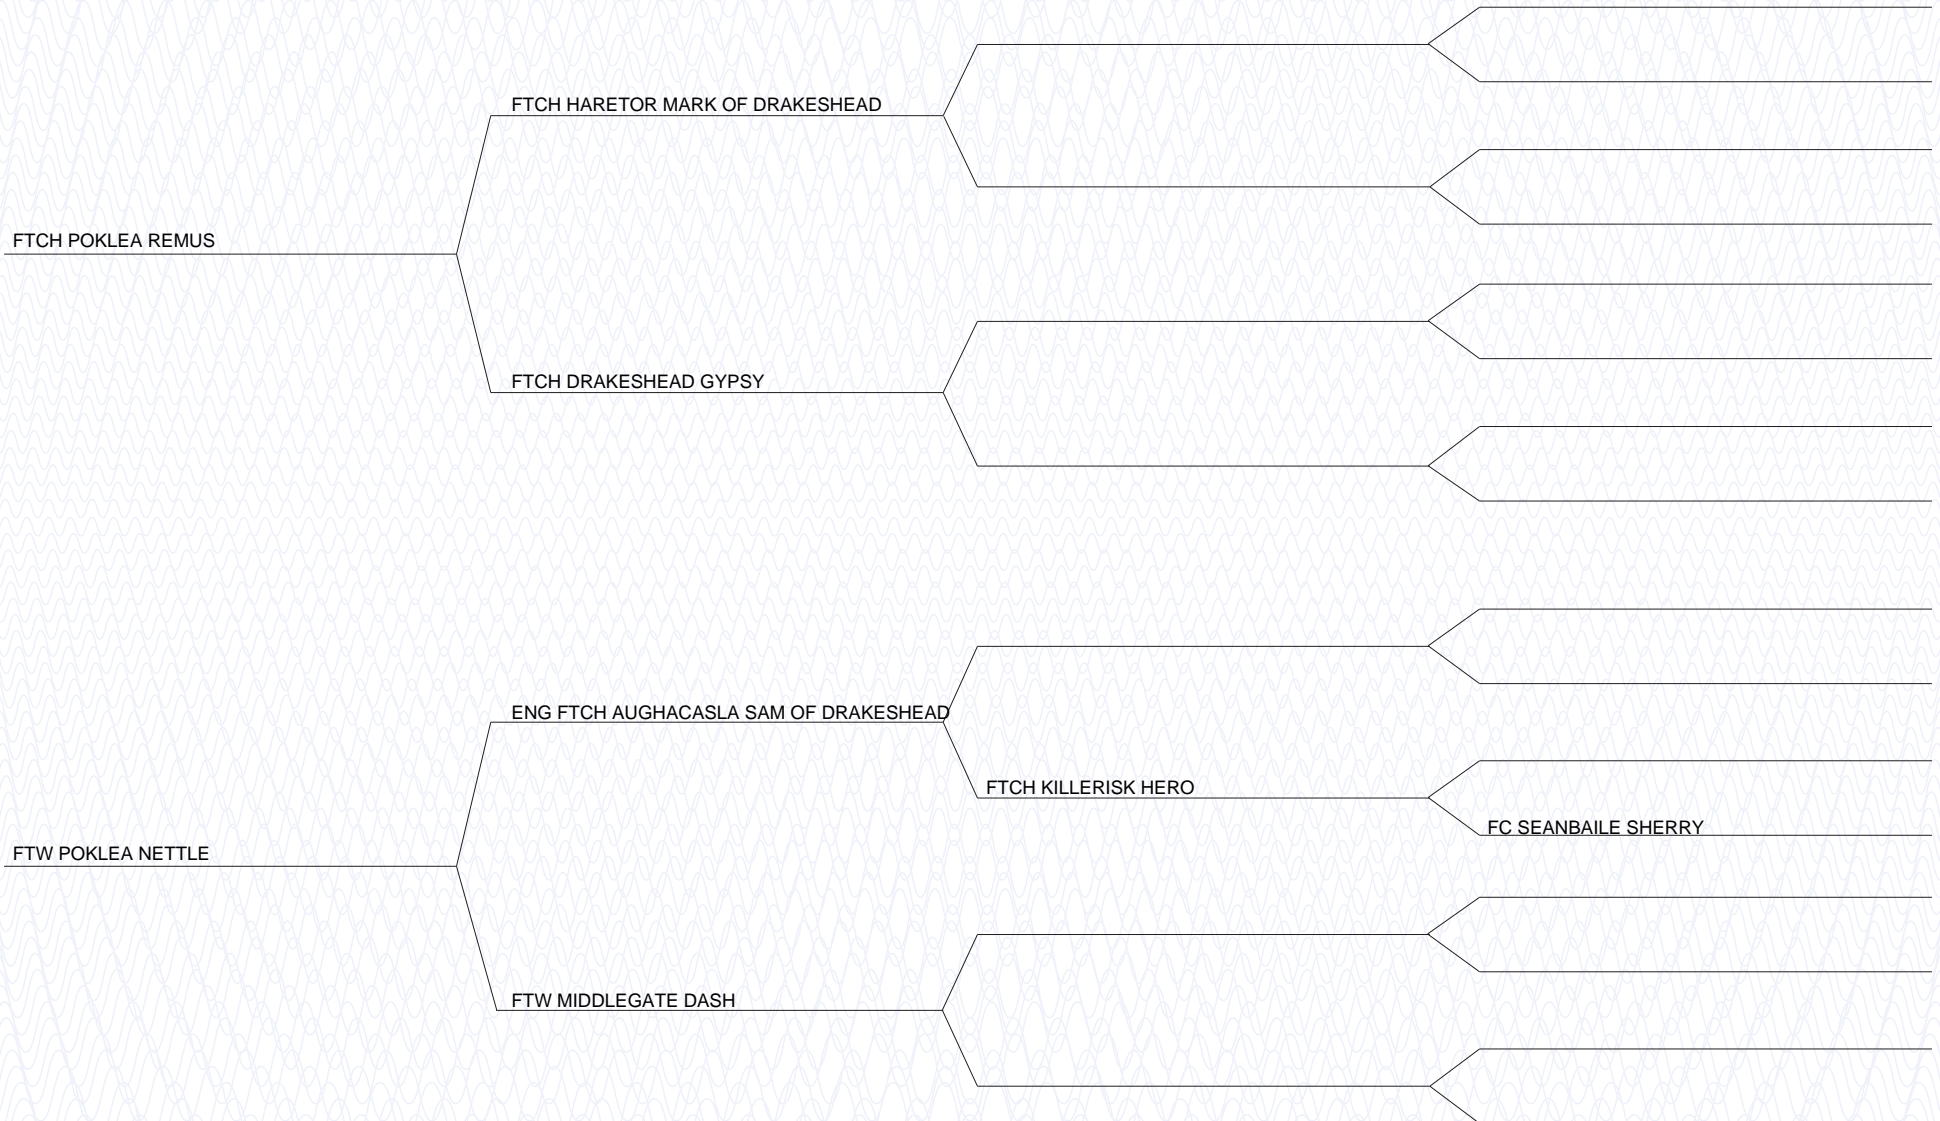 FTCH HARETOR MARK OF DRAKESHEAD
FTCH POKLEA REMUS
FTCH DRAKESHEAD GYPSY
ENG FTCH AUGHACASLA SAM OF DRAKESHEAD
FTCH KILLERISK HERO
FC SEANBAILE SHERRY
FTW POKLEA NETTLE
FTW MIDDLEGATE DASH